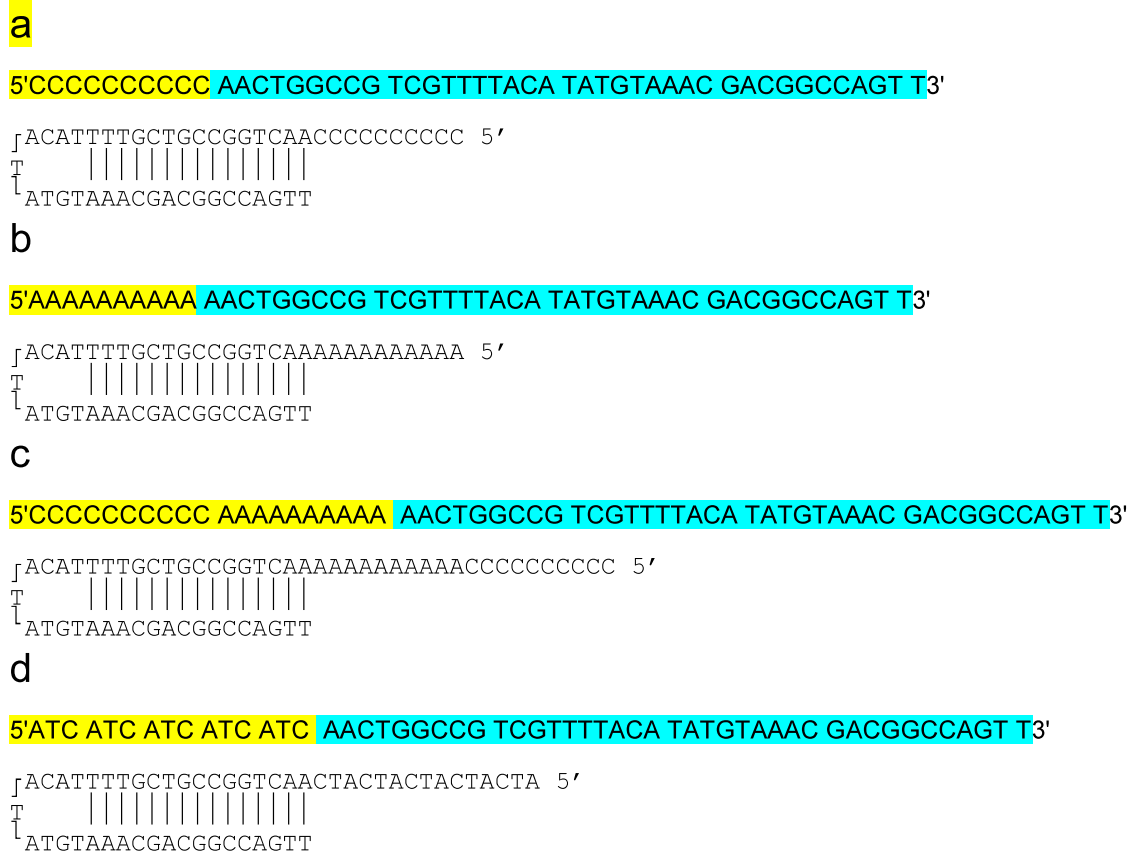 a
5'CCCCCCCCCC AACTGGCCG TCGTTTTACA TATGTAAAC GACGGCCAGT T3'
┌ACATTTTGCTGCCGGTCAACCCCCCCCCC 5’
T |||||||||||||||
└ATGTAAACGACGGCCAGTT
b
5'AAAAAAAAAA AACTGGCCG TCGTTTTACA TATGTAAAC GACGGCCAGT T3'
┌ACATTTTGCTGCCGGTCAAAAAAAAAAAA 5’
T |||||||||||||||
└ATGTAAACGACGGCCAGTT
c
5'CCCCCCCCCC AAAAAAAAAA AACTGGCCG TCGTTTTACA TATGTAAAC GACGGCCAGT T3'
┌ACATTTTGCTGCCGGTCAAAAAAAAAAAACCCCCCCCCC 5’
T |||||||||||||||
└ATGTAAACGACGGCCAGTT
d
5'ATC ATC ATC ATC ATC AACTGGCCG TCGTTTTACA TATGTAAAC GACGGCCAGT T3'
┌ACATTTTGCTGCCGGTCAACTACTACTACTACTA 5’
T |||||||||||||||
└ATGTAAACGACGGCCAGTT